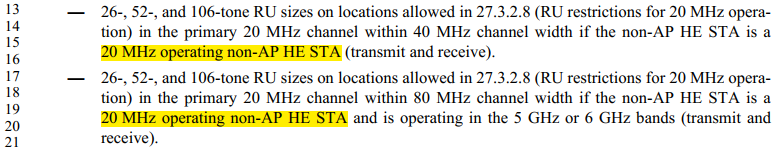 13 — 26-, 52-, and 106-tone RU sizes on locations allowed in 27.3.2.8 (RU restrictions for 20 MHz opera-
14 tion) in the primary 20 MHz channel within 40 MHz channel width if the non-AP HE STA is a
15 20 MHz operating non-AP HE STA (transmit and receive).
16
17 — 26-, 52-, and 106-tone RU sizes on locations allowed in 27.3.2.8 (RU restrictions for 20 MHz opera-
18 tion) in the primary 20 MHz channel within 80 MHz channel width if the non-AP HE STA is a
19
20 20 MHz operating non-AP HE STA and is operating in the 5 GHz or 6 GHz bands (transmit and
21 receive).